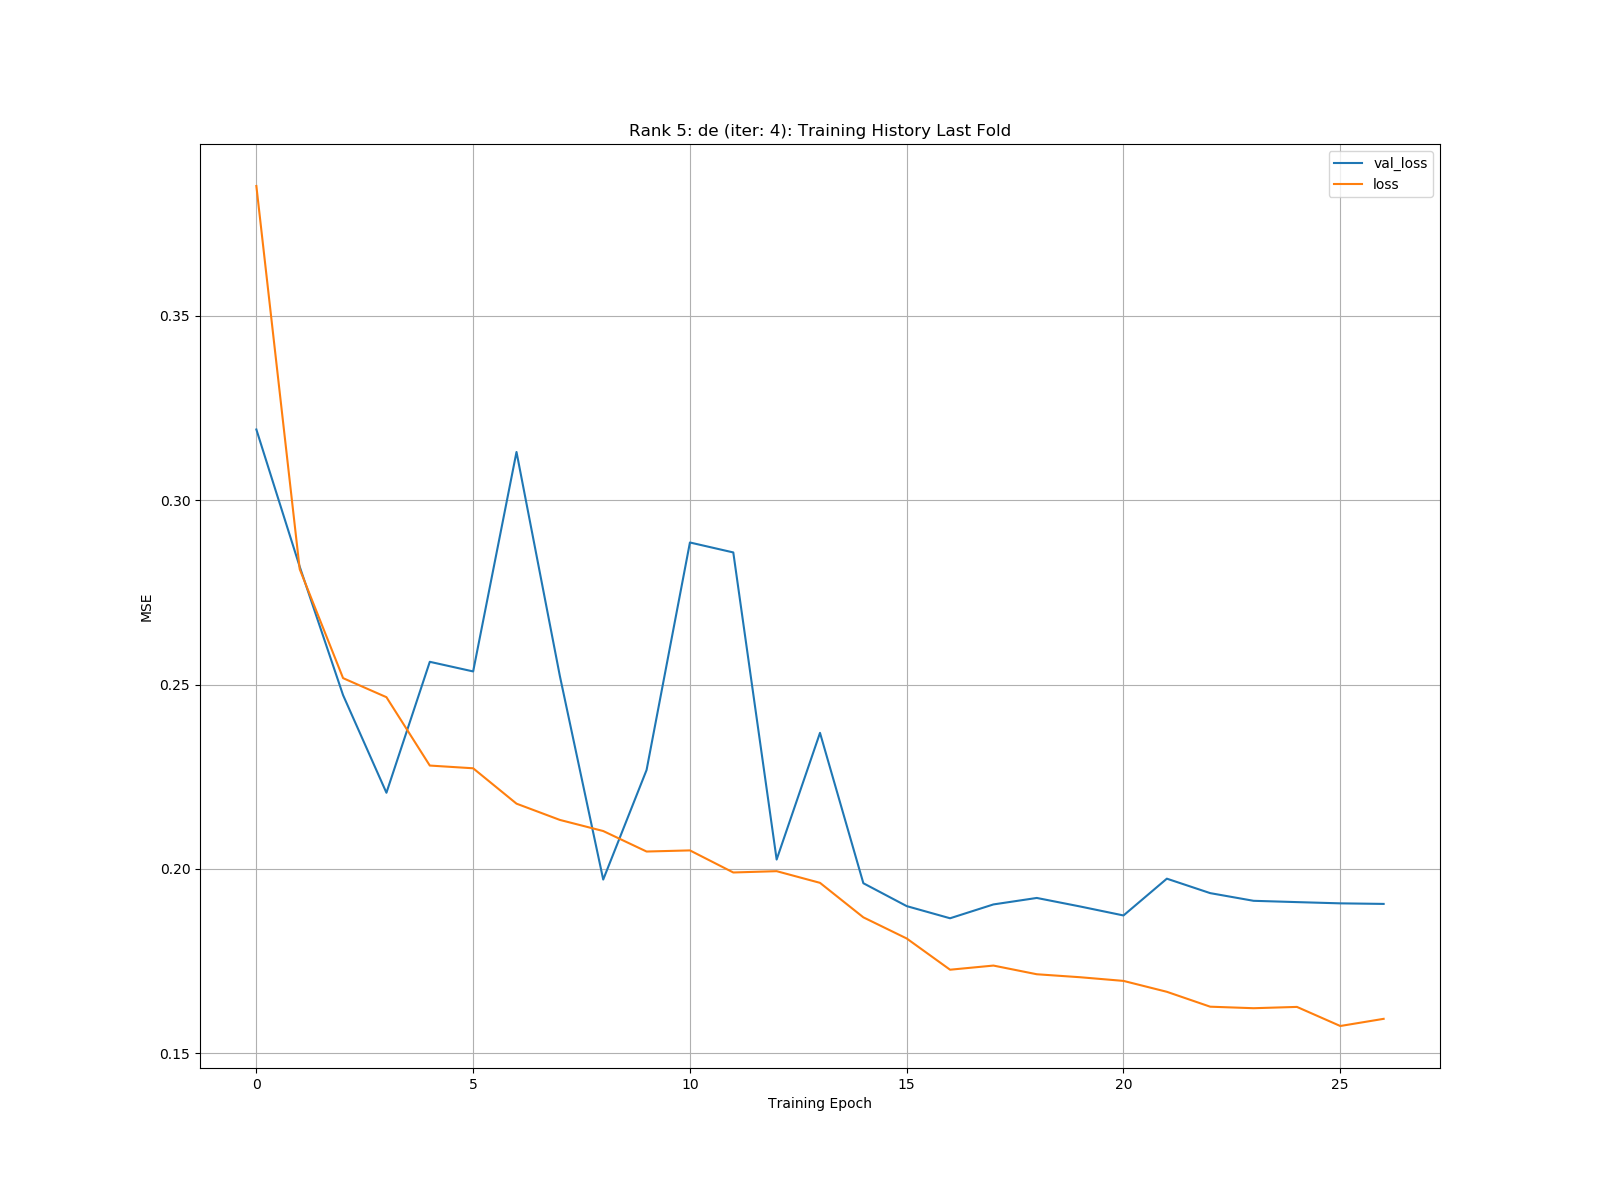 Rank 5: de (iter: 4): Training History Last Fold
val_loss
loss
MSE
0.35
0.30
0.25
0.20
0.15
0 5 10 15 20 25
Training Epoch